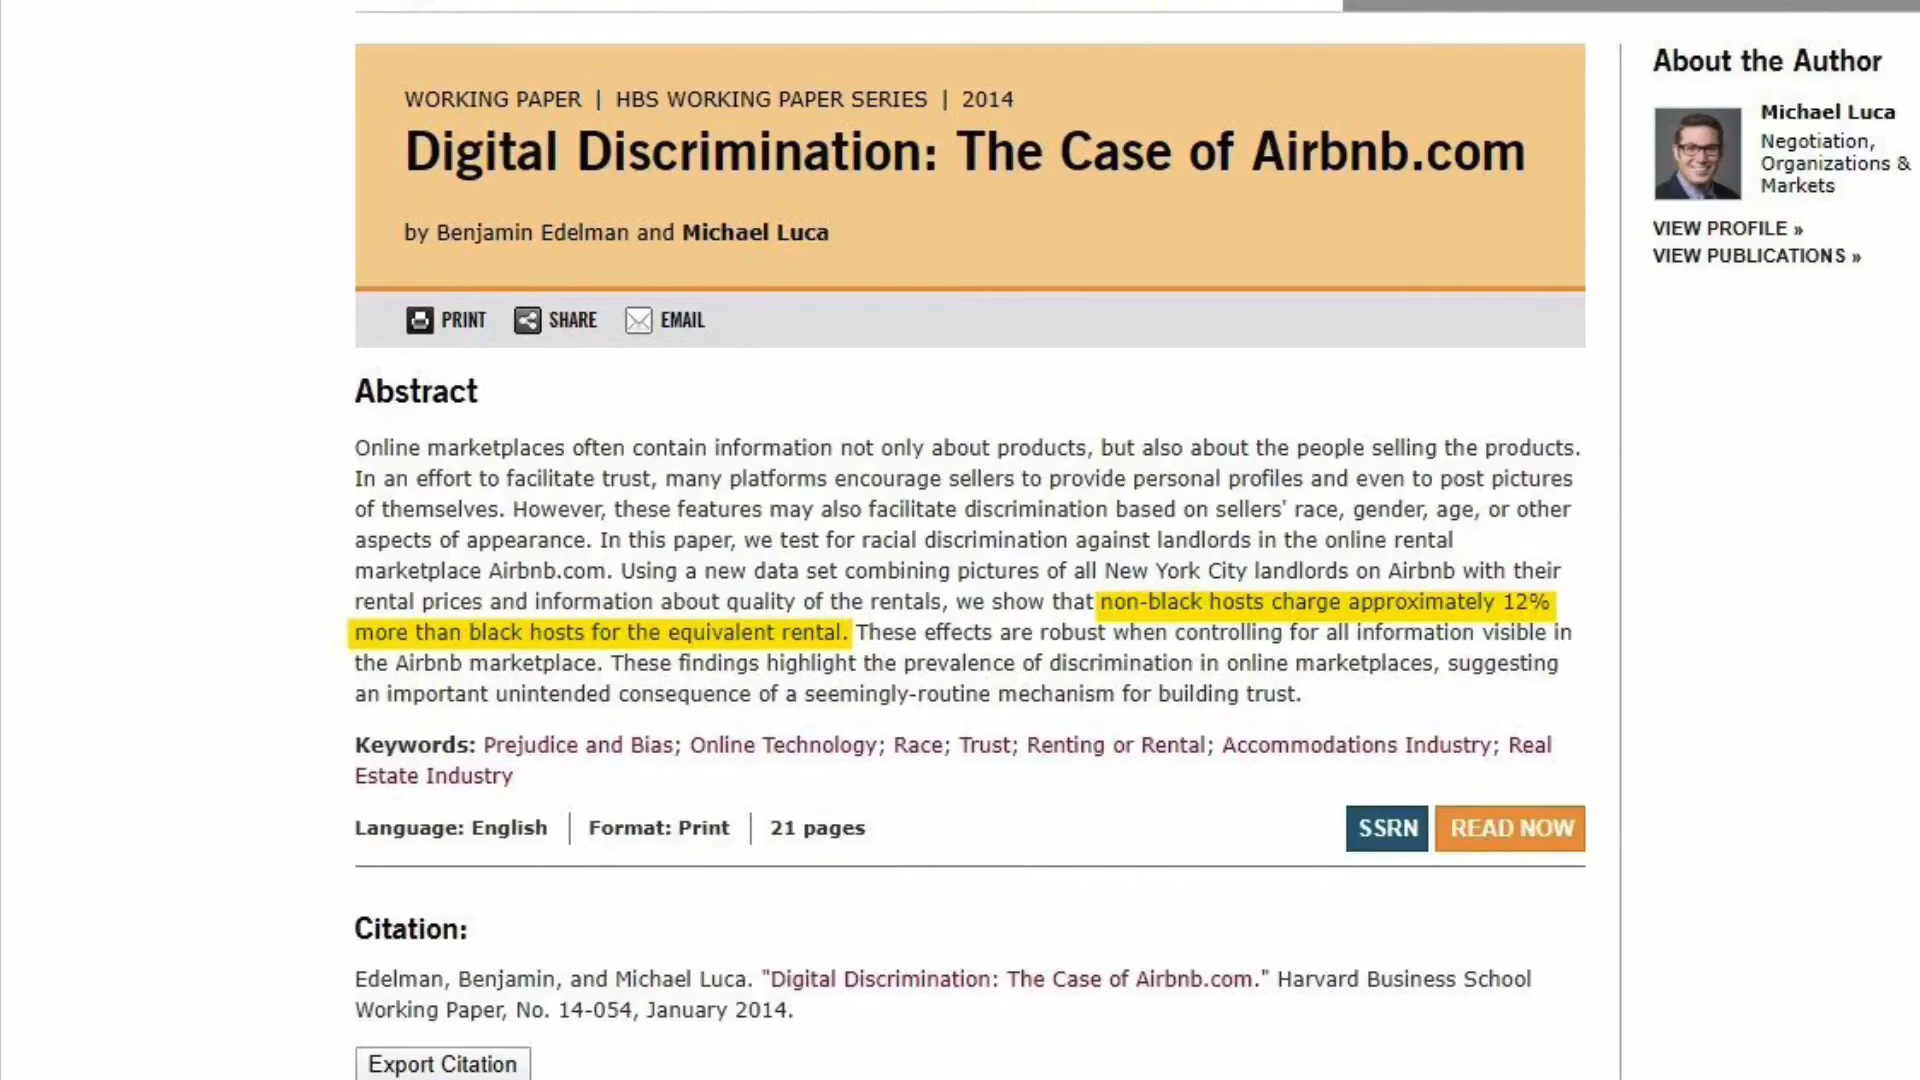 WORKING PAPER | HBS WORKING PAPER SERIES | 2014
Digital Discrimination: The Case of Airbnb.com
by Benjamin Edelman and Michael Luca
PRINT SHARE EMAIL
Abstract
Online marketplaces often contain information not only about products, but also about the people selling the products.
In an effort to facilitate trust, many platforms encourage sellers to provide personal profiles and even to post pictures
of themselves. However, these features may also facilitate discrimination based on sellers' race, gender, age, or other
aspects of appearance. In this paper, we test for racial discrimination against landlords in the online rental
marketplace Airbnb.com. Using a new data set combining pictures of all New York City landlords on Airbnb with their
rental prices and information about quality of the rentals, we show that non-black hosts charge approximately 12%
more than black hosts for the equivalent rental. These effects are robust when controlling for all information visible in
the Airbnb marketplace. These findings highlight the prevalence of discrimination in online marketplaces, suggesting
an important unintended consequence of a seemingly-routine mechanism for building trust.
Keywords: Prejudice and Bias; Online Technology; Race; Trust; Renting or Rental; Accommodations Industry; Real
Estate Industry
Language: English | Format: Print | 21 pages
SSRN READ NOW
Citation:
Edelman, Benjamin, and Michael Luca. "Digital Discrimination: The Case of Airbnb.com." Harvard Business School
Working Paper, No. 14-054, January 2014.
Export Citation
About the Author
Michael Luca
Negotiation,
Organizations &
Markets
VIEW PROFILE »
VIEW PUBLICATIONS »